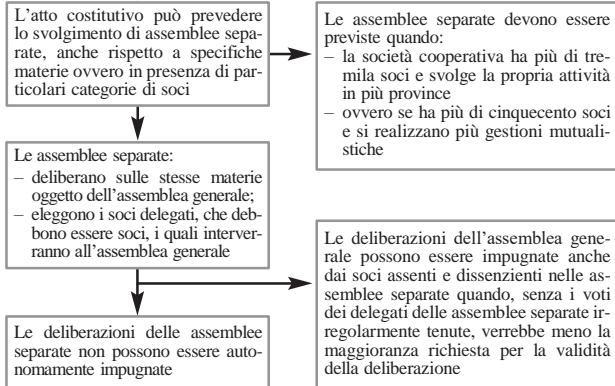 L'atto costitutivo può prevedere
lo svolgimento di assemblee sepa-
rate, anche rispetto a specifiche
materie ovvero in presenza di par-
ticolari categorie di soci
Le assemblee separate devono essere
previste quando:
– la società cooperativa ha più di tre-
mila soci e svolge la propria attività
in più province
– ovvero se ha più di cinquecento soci
e si realizzano più gestioni mutuali-
stiche
Le assemblee separate:
– deliberano sulle stesse materie
oggetto dell'assemblea generale;
– eleggono i soci delegati, che deb-
bono essere soci, i quali interver-
ranno all'assemblea generale
Le deliberazioni dell'assemblea gene-
rale possono essere impugnate anche
dai soci assenti e dissenzienti nelle as-
semblee separate quando, senza i voti
dei delegati delle assemblee separate ir-
regolarmente tenute, verrebbe meno la
maggioranza richiesta per la validità
della deliberazione
Le deliberazioni delle assemblee
separate non possono essere auto-
nomamente impugnate